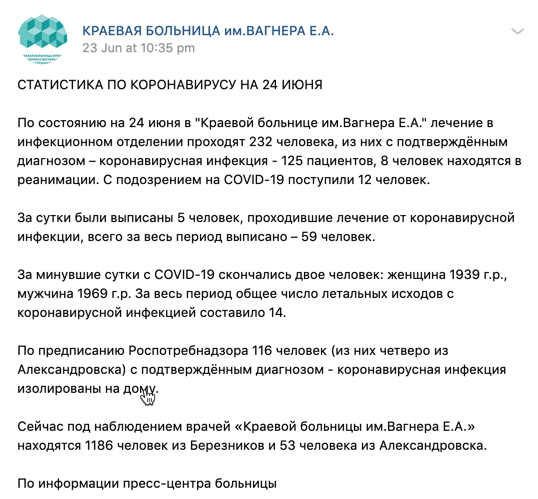 КРАЕВАЯ БОЛЬНИЦА им.ВАГНЕРА Е.А.
23 Jun at 10:35 pm
СТАТИСТИКА ПО КОРОНАВИРУСУ НА 24 ИЮНЯ
По состоянию на 24 июня в "Краевой больнице им.Вагнера Е.А." лечение в
инфекционном отделении проходят 232 человека, из них с подтверждённым
диагнозом – коронавирусная инфекция - 125 пациентов, 8 человек находятся в
реанимации. С подозрением на COVID-19 поступили 12 человек.
За сутки были выписаны 5 человек, проходившие лечение от коронавирусной
инфекции, всего за весь период выписано – 59 человек.
За минувшие сутки с COVID-19 скончались двое человек: женщина 1939 г.р.,
мужчина 1969 г.р. За весь период общее число летальных исходов с
коронавирусной инфекцией составило 14.
По предписанию Роспотребнадзора 116 человек (из них четверо из
Александровска) с подтверждённым диагнозом - коронавирусная инфекция
изолированы на дому.
Сейчас под наблюдением врачей «Краевой больницы им.Вагнера Е.А.»
находятся 1186 человек из Березников и 53 человека из Александровска.
По информации пресс-центра больницы